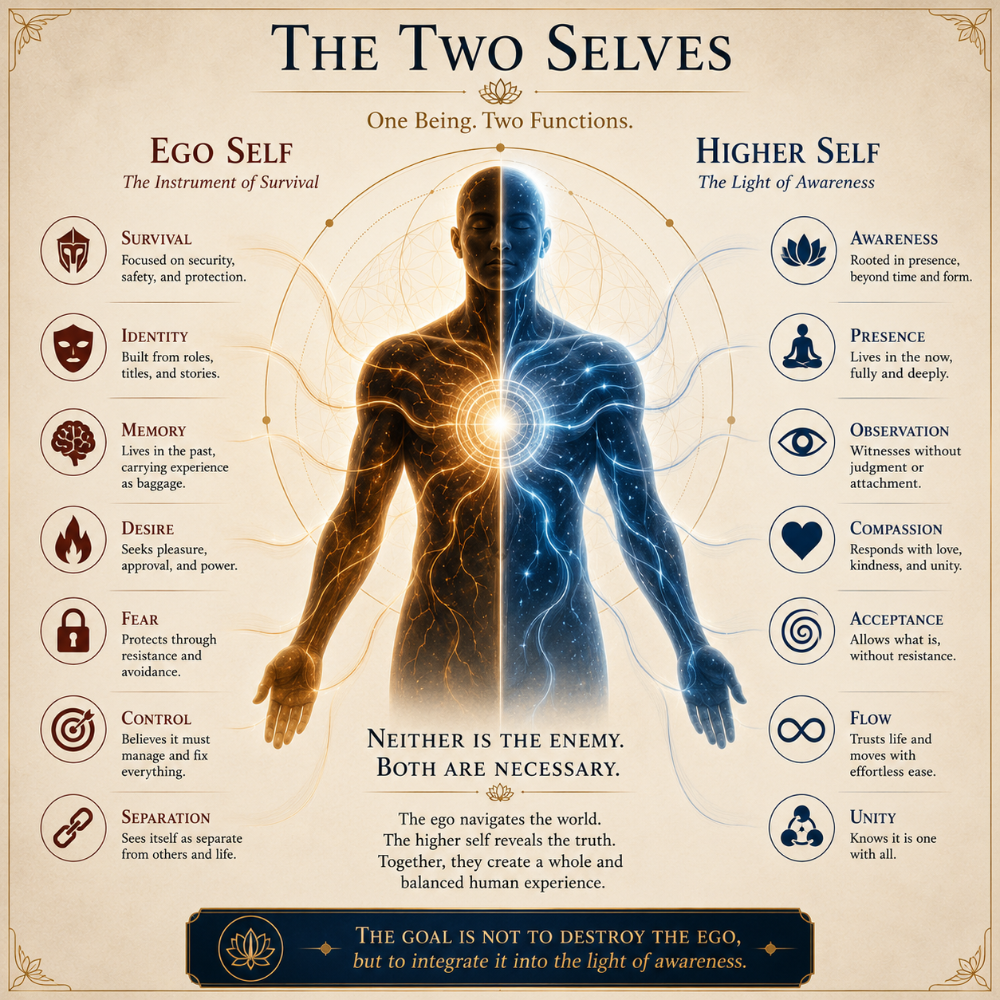 THE TWO SELVES
One Being. Two Functions.
EGO SELF
The Instrument of Survival
SURVIVAL
Focused on security,
safety, and protection.
IDENTITY
Built from roles,
titles, and stories.
MEMORY
Lives in the past,
carrying experience
as baggage.
DESIRE
Seeks pleasure,
approval, and power.
FEAR
Protects through
resistance and
avoidance.
CONTROL
Believes it must
manage and fix
everything.
SEPARATION
Sees itself as separate
from others and life.
HIGHER SELF
The Light of Awareness
AWARENESS
Rooted in presence,
beyond time and form.
PRESENCE
Lives in the now,
fully and deeply.
OBSERVATION
Witnesses without
judgment or
attachment.
COMPASSION
Responds with love,
kindness, and unity.
ACCEPTANCE
Allows what is,
without resistance.
FLOW
Trusts life and
moves with
effortless ease.
UNITY
Knows it is one
with all.
NEITHER IS THE ENEMY.
BOTH ARE NECESSARY.
The ego navigates the world.
The higher self reveals the truth.
Together, they create a whole and
balanced human experience.
THE GOAL IS NOT TO DESTROY THE EGO,
but to integrate it into the light of awareness.